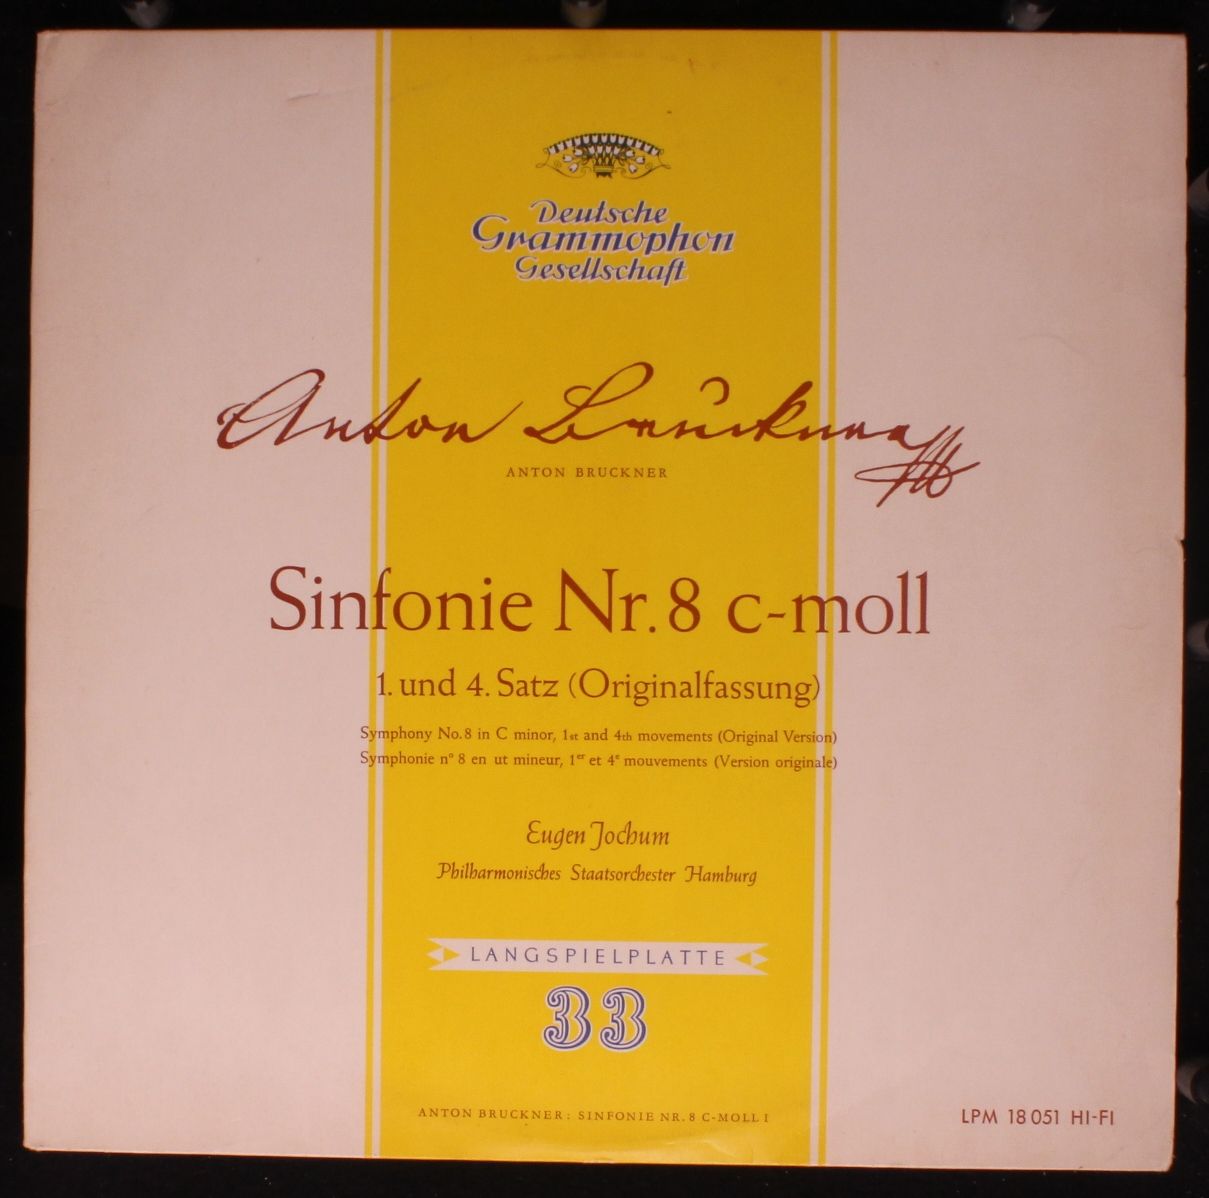 Deutsche
Grammophon
Gesellschaft
Anton Bruckner
ANTON BRUCKNER
Sinfonie Nr. 8 c-moll
1. und 4. Satz (Originalfassung)
Symphony No. 8 in C minor, 1st and 4th movements (Original Version)
Symphonie n° 8 en ut mineur, 1er et 4e mouvements (Version originale)
Eugen Jochum
Philharmonisches Staatsorchester Hamburg
LANGSPIELPLATTE
33
ANTON BRUCKNER: SINFONIE NR. 8 C-MOLL I
LPM 18 051 HI-FI